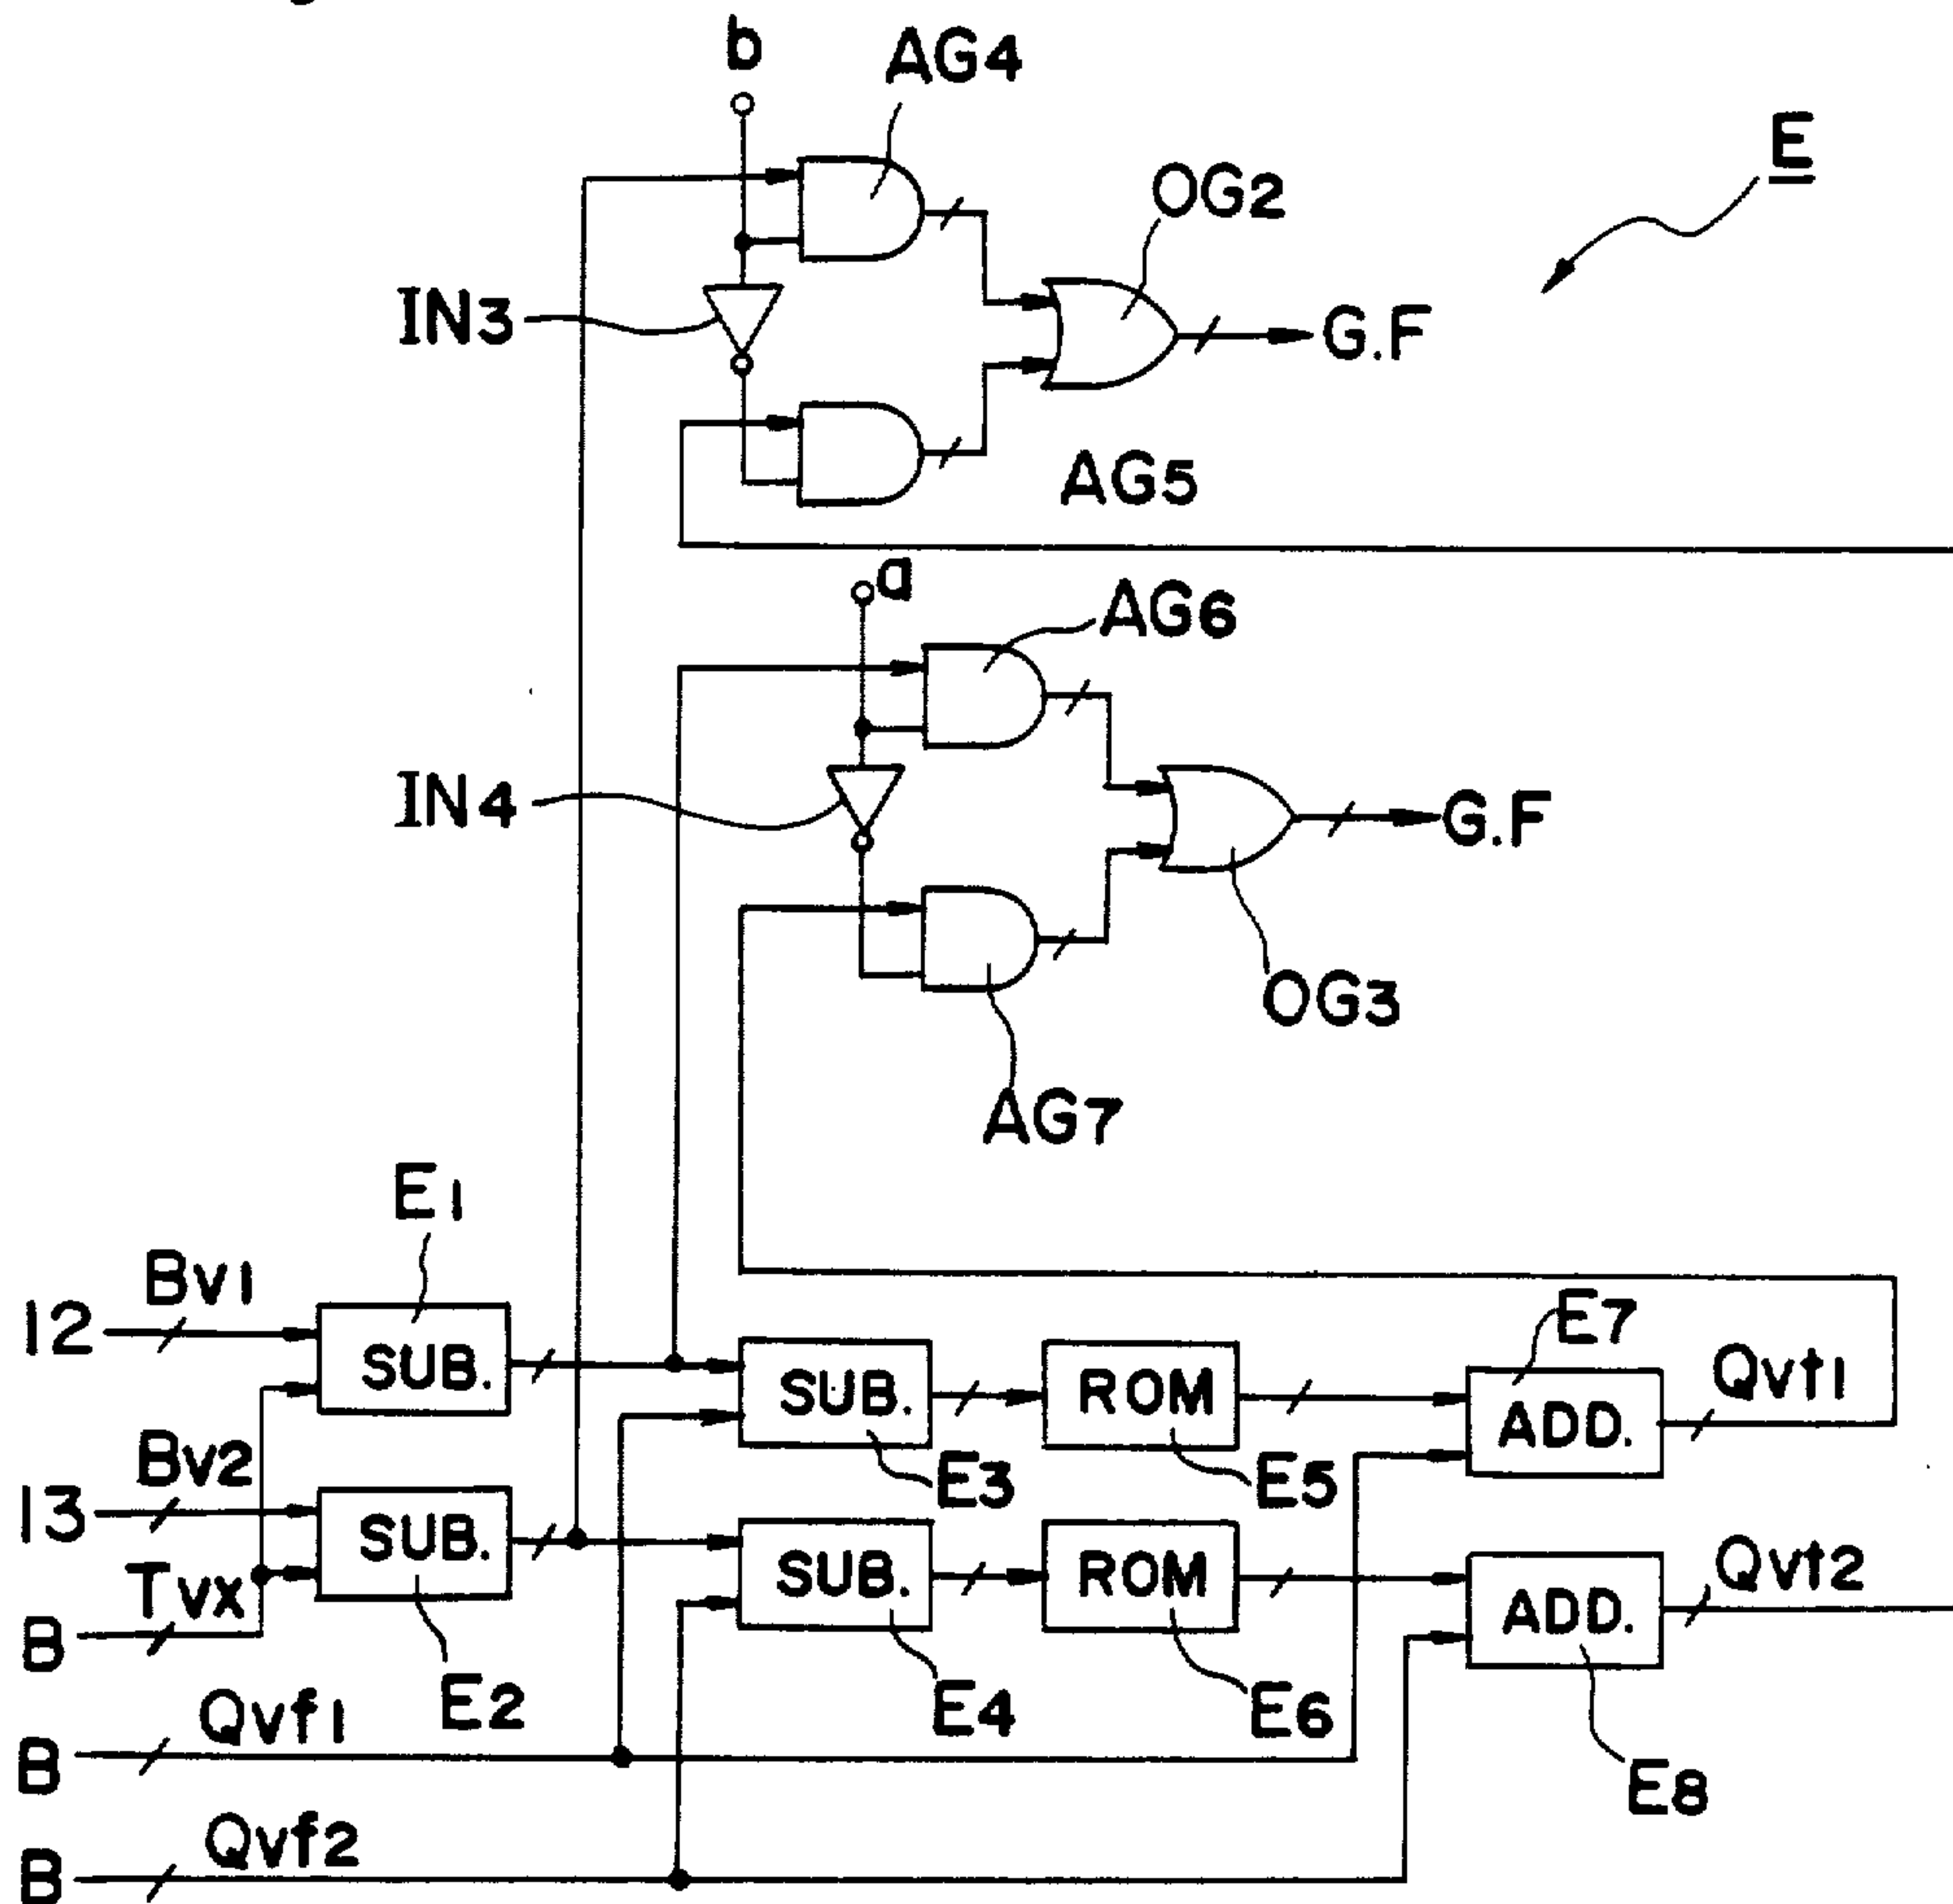 b
AG4
E
OG2
IN3
G.F
AG5
a
AG6
IN4
G.F
OG3
AG7
E1
Bv1
12
SUB.
SUB.
ROM
E7
ADD.
Qvt1
Bv2
E3
E5
13
SUB.
SUB.
ROM
Qvt2
ADD.
Tvx
B
E2
E4
E6
Qvf1
B
E8
Qvf2
B